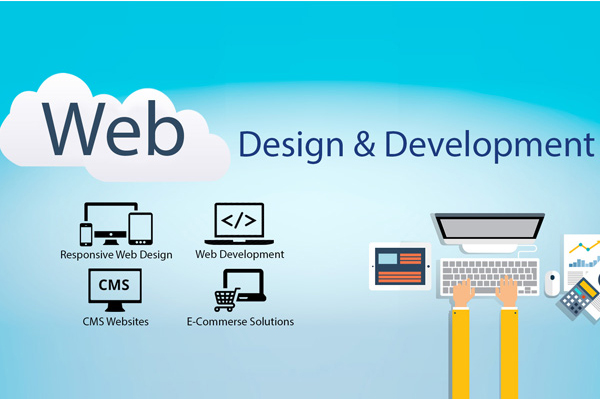 Web
Design & Development
Responsive Web Design
</>
Web Development
CMS
CMS Websites
E-Commerse Solutions